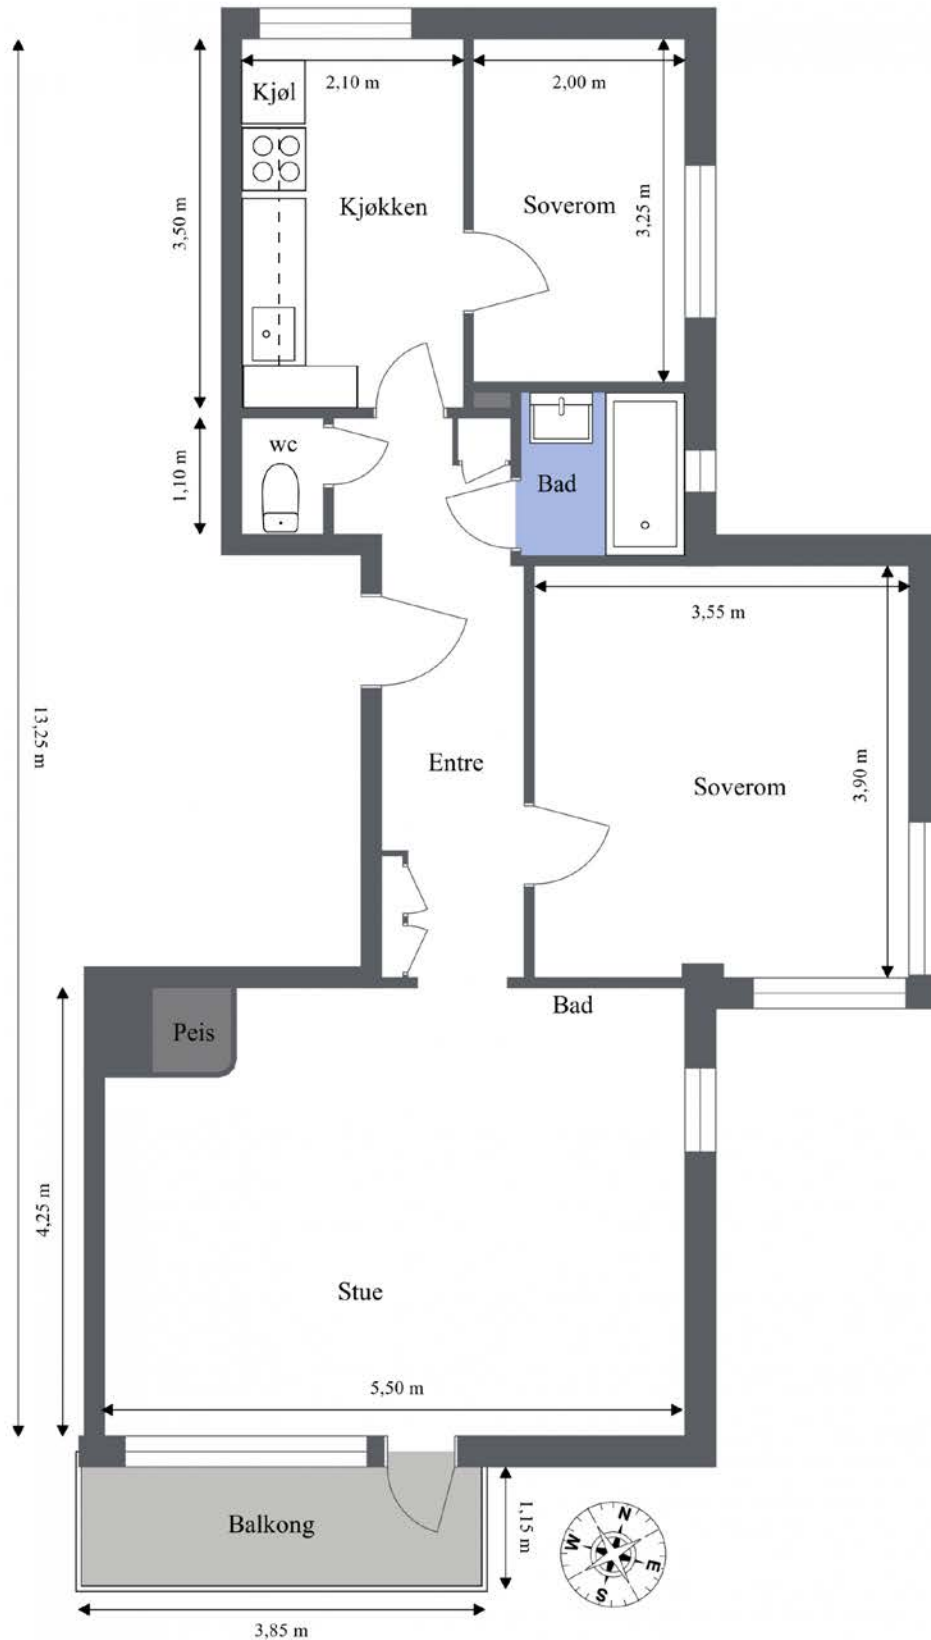 2,10 m
2,00 m
Kjøl
Kjøkken
Soverom
3,25 m
3,50 m
wc
1,10 m
Bad
3,55 m
13,25 m
Entre
Soverom
3,90 m
Bad
Peis
4,25 m
Stue
5,50 m
Balkong
1,15 m
N
W
E
S
3,85 m